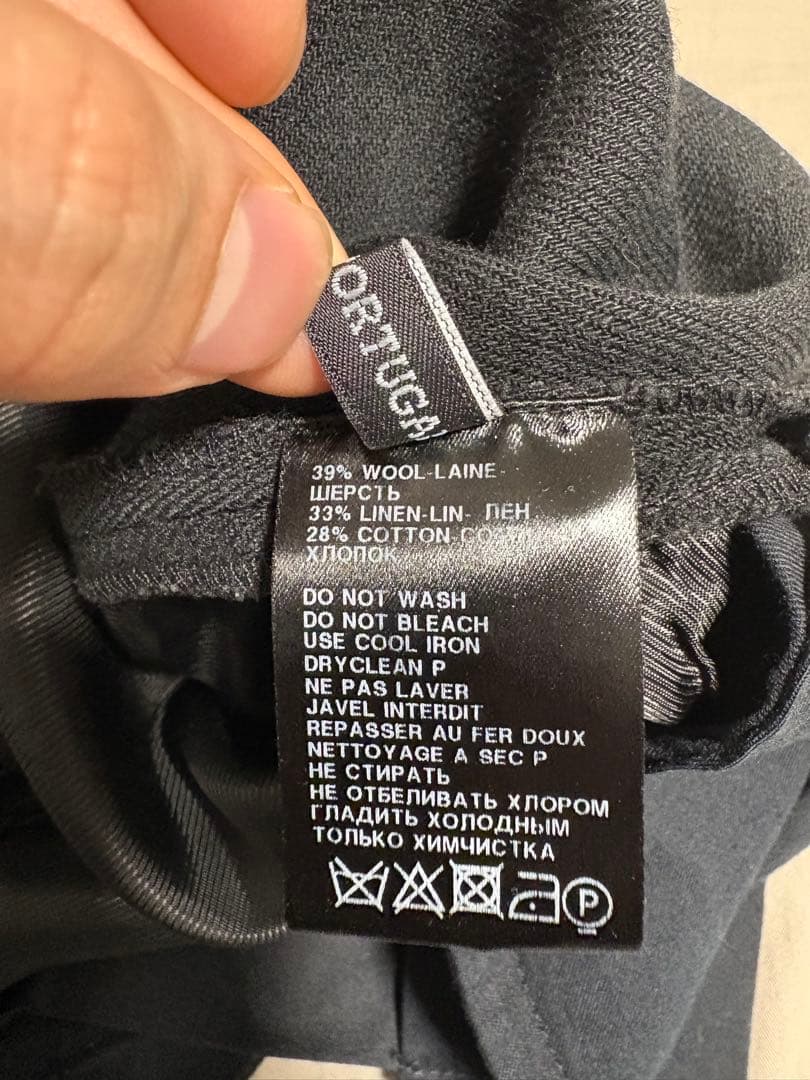 ORTUGA
39% WOOL-LAINE-
ШЕРСТЬ
33% LINEN-LIN- ЛЕН
28% COTTON-
ХЛОПОК
DO NOT WASH
DO NOT BLEACH
USE COOL IRON
DRYCLEAN P
NE PAS LAVER
JAVEL INTERDIT
REPASSER AU FER DOUX
NETTOYAGE A SEC P
НЕ СТИРАТЬ
НЕ ОТБЕЛИВАТЬ ХЛОРОМ
ГЛАДИТЬ ХОЛОДНЫМ
ТОЛЬКО ХИМЧИСТКА
P